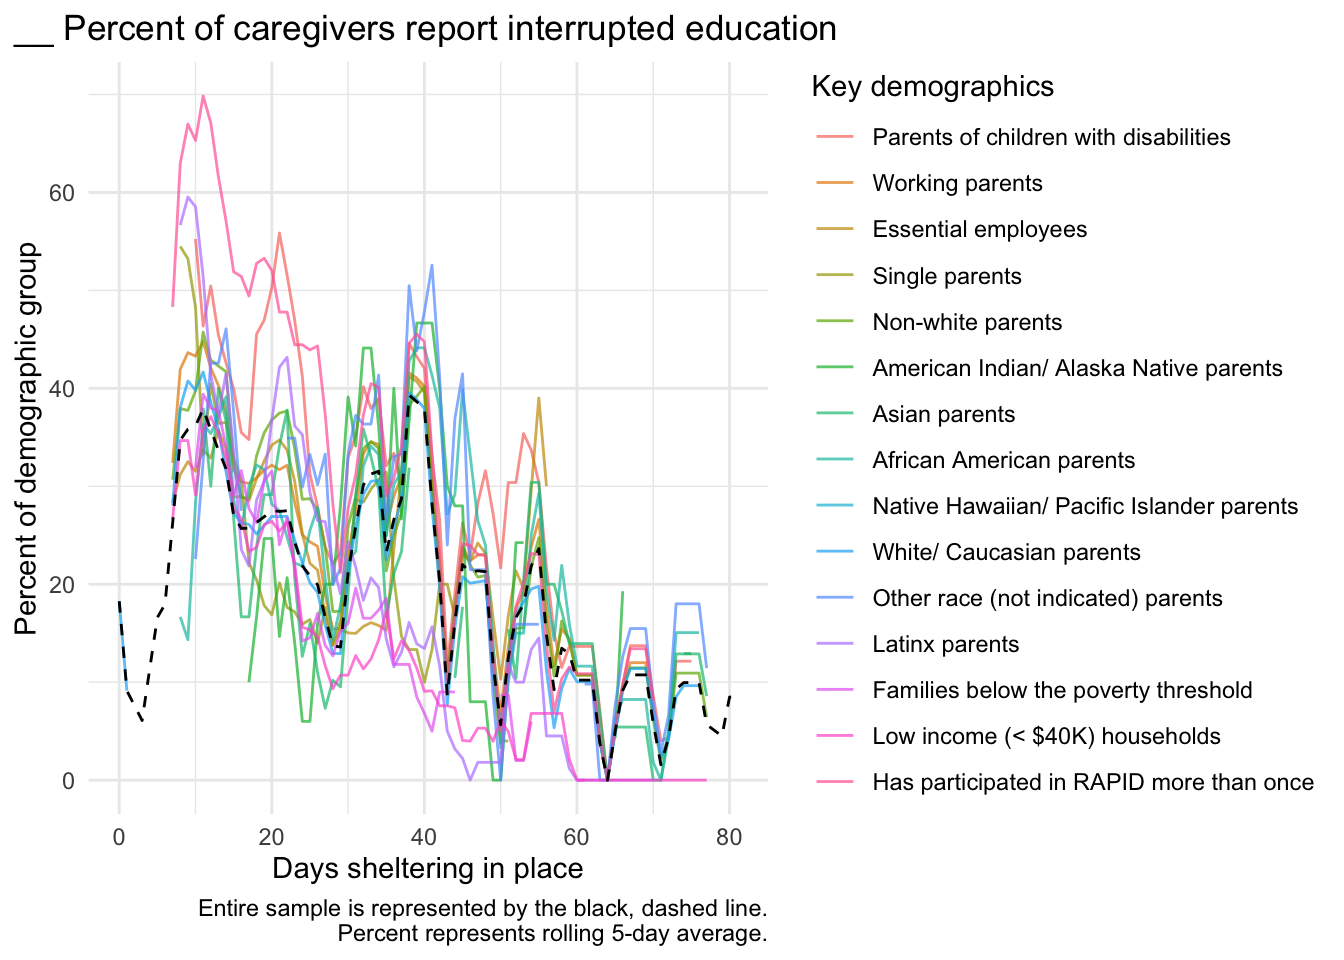 __ Percent of caregivers report interrupted education
Percent of demographic group
60
40
20
0
0 20 40 60 80
Days sheltering in place
Key demographics
Parents of children with disabilities
Working parents
Essential employees
Single parents
Non-white parents
American Indian/ Alaska Native parents
Asian parents
African American parents
Native Hawaiian/ Pacific Islander parents
White/ Caucasian parents
Other race (not indicated) parents
Latinx parents
Families below the poverty threshold
Low income (< $40K) households
Has participated in RAPID more than once
Entire sample is represented by the black, dashed line.
Percent represents rolling 5-day average.